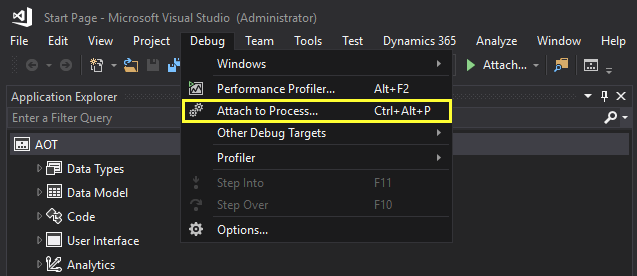 Start Page - Microsoft Visual Studio (Administrator)
File Edit View Project Debug Team Tools Test Dynamics 365 Analyze Window Help
Attach...
Windows
Performance Profiler... Alt+F2
Application Explorer
Attach to Process... Ctrl+Alt+P
Enter a Filter Query
Other Debug Targets
AOT
Profiler
Data Types
Step Into F11
Data Model
Step Over F10
Code
Options...
User Interface
Analytics